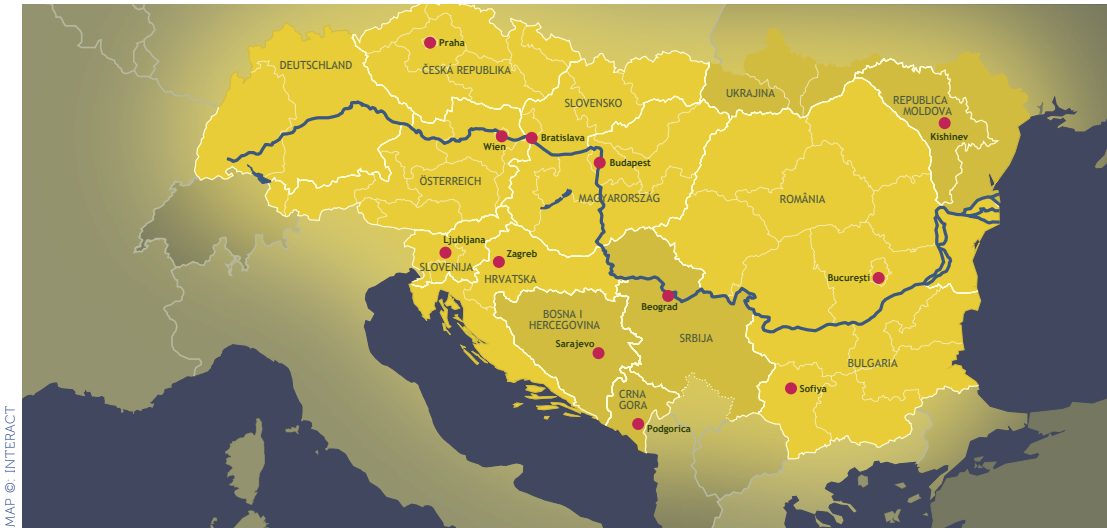 Praha
DEUTSCHLAND
ČESKÁ REPUBLIKA
UKRAJINA
SLOVENSKO
REPUBLICA
MOLDOVA
Kishinev
Wien
Bratislava
Budapest
ÖSTERREICH
MAGYARORSZÁG
ROMÂNIA
Ljubljana
SLOVENIJA
Zagreb
HRVATSKA
Bucureşti
Beograd
BOSNA I
HERCEGOVINA
Sarajevo
SRBIJA
BULGARIA
Sofiya
CRNA
GORA
Podgorica
MAP ©: INTERACT